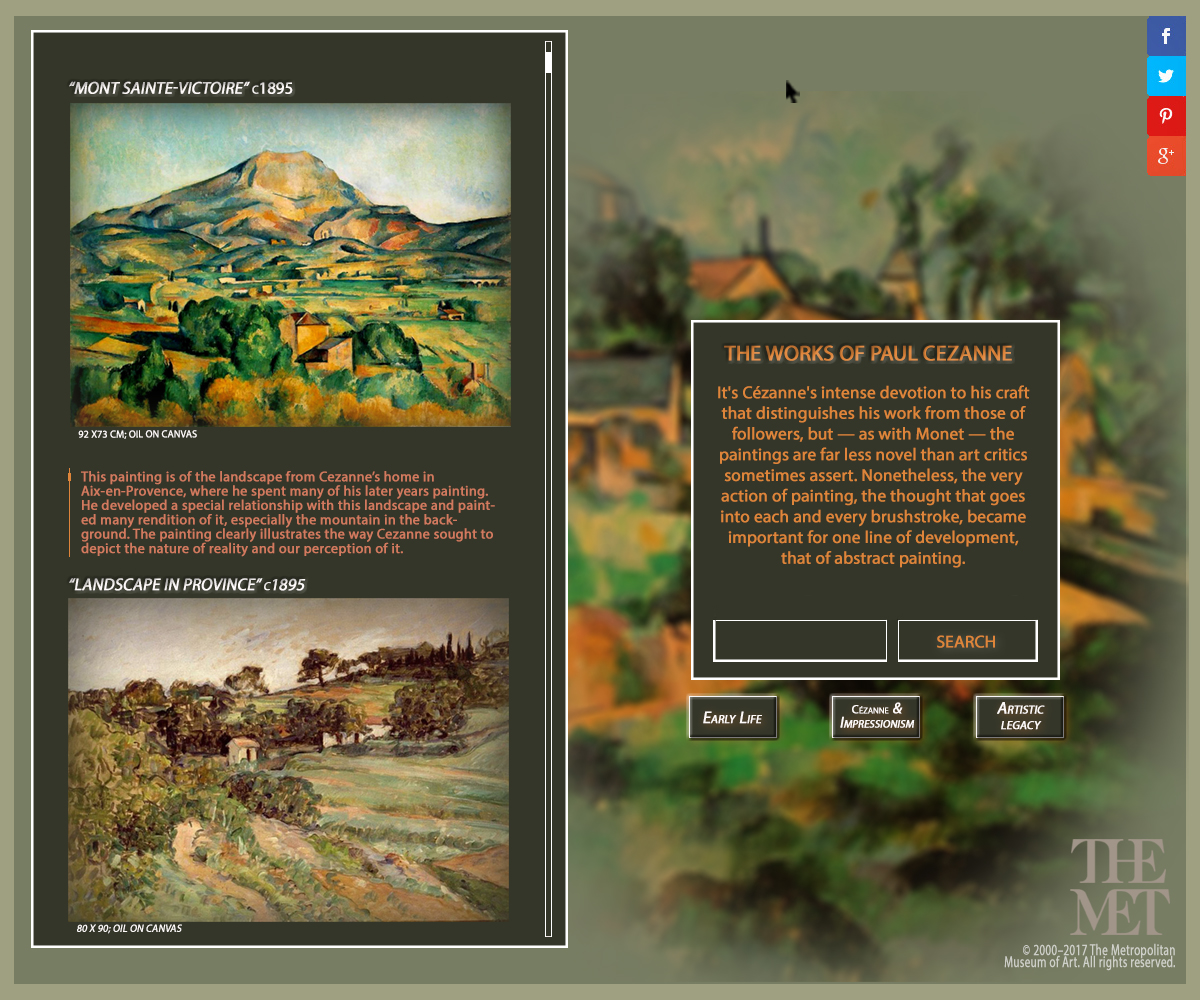 “MONT SAINTE-VICTOIRE” c1895
92 X73 CM; OIL ON CANVAS
This painting is of the landscape from Cezanne’s home in
Aix-en-Provence, where he spent many of his later years painting.
He developed a special relationship with this landscape and paint-
ed many rendition of it, especially the mountain in the back-
ground. The painting clearly illustrates the way Cezanne sought to
depict the nature of reality and our perception of it.
“LANDSCAPE IN PROVINCE” c1895
80 X 90; OIL ON CANVAS
f
g+
THE WORKS OF PAUL CEZANNE
It's Cézanne's intense devotion to his craft
that distinguishes his work from those of
followers, but — as with Monet — the
paintings are far less novel than art critics
sometimes assert. Nonetheless, the very
action of painting, the thought that goes
into each and every brushstroke, became
important for one line of development,
that of abstract painting.
SEARCH
EARLY LIFE
CÉZANNE &
IMPRESSIONISM
ARTISTIC
LEGACY
THE
MET
© 2000–2017 The Metropolitan
Museum of Art. All rights reserved.